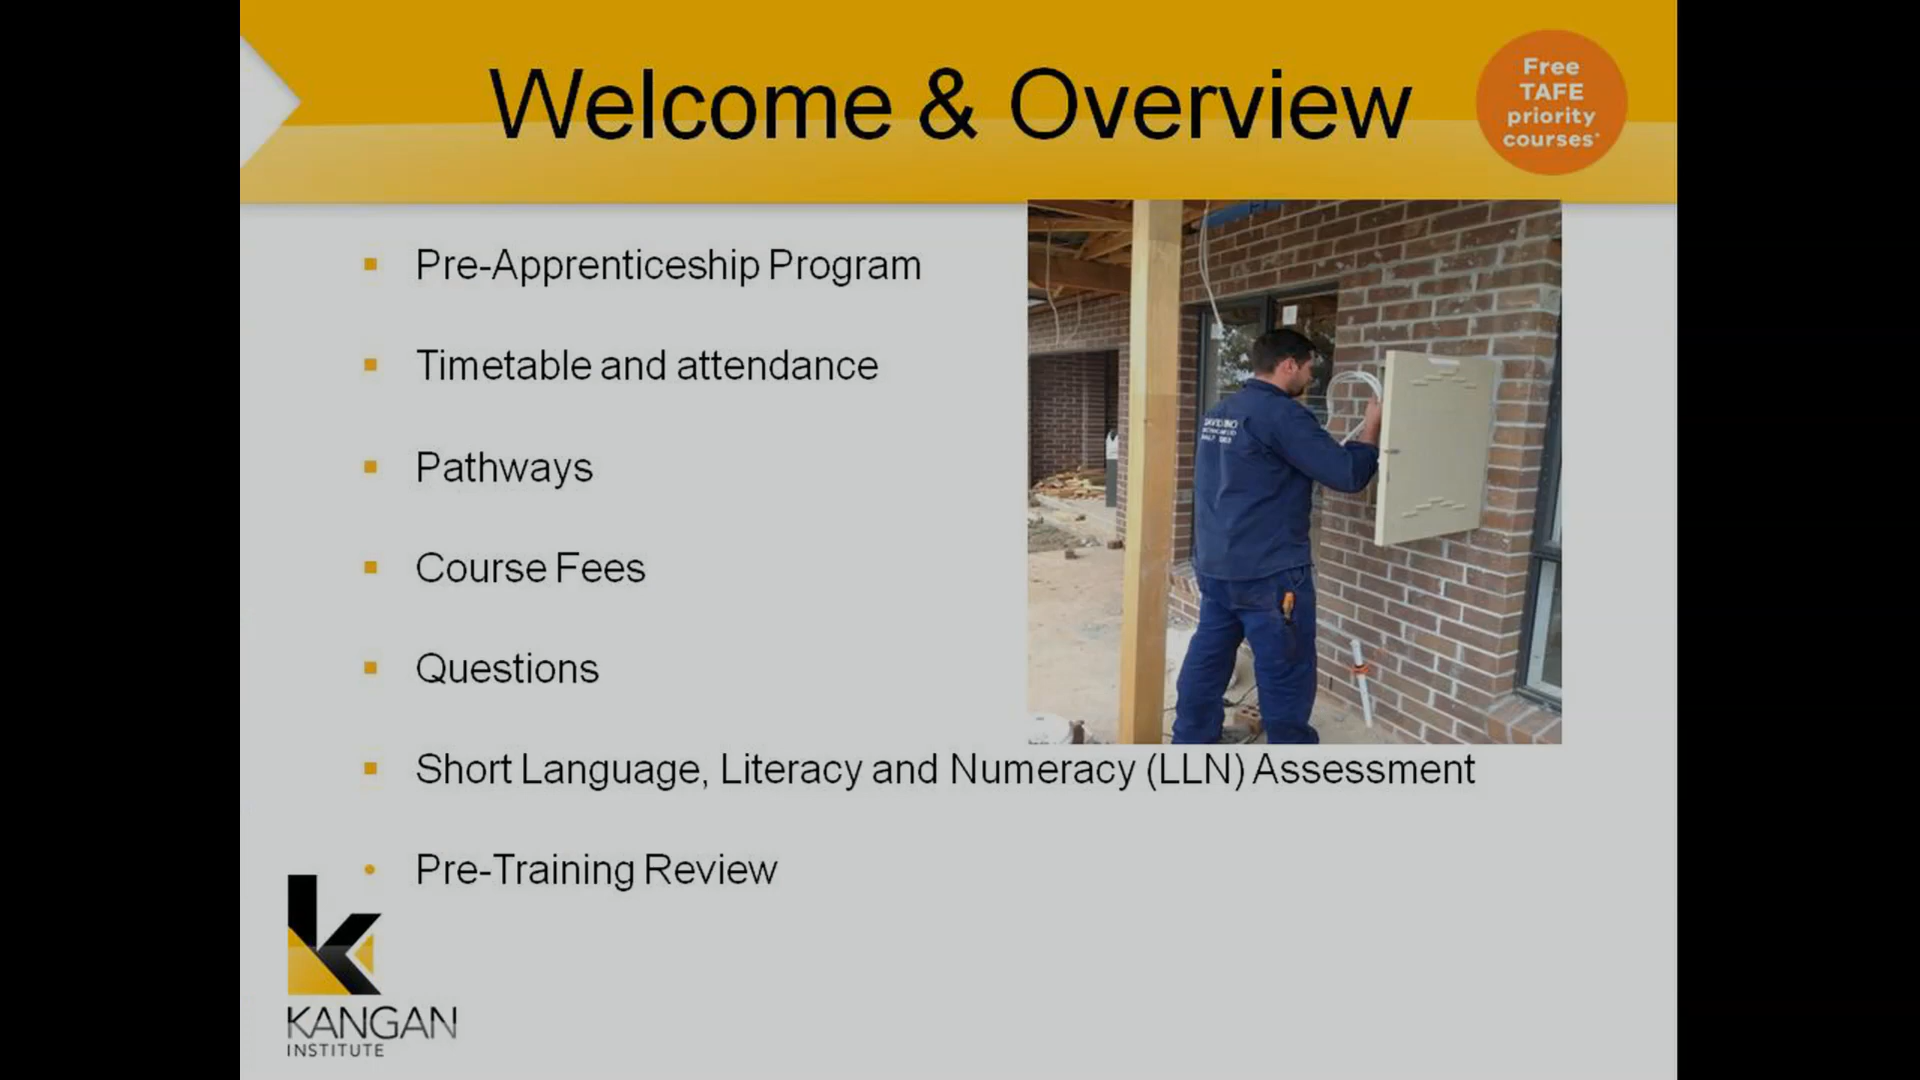 Welcome & Overview
Free
TAFE
priority
courses*
Pre-Apprenticeship Program
Timetable and attendance
Pathways
Course Fees
Questions
Short Language, Literacy and Numeracy (LLN) Assessment
Pre-Training Review
KANGAN
INSTITUTE